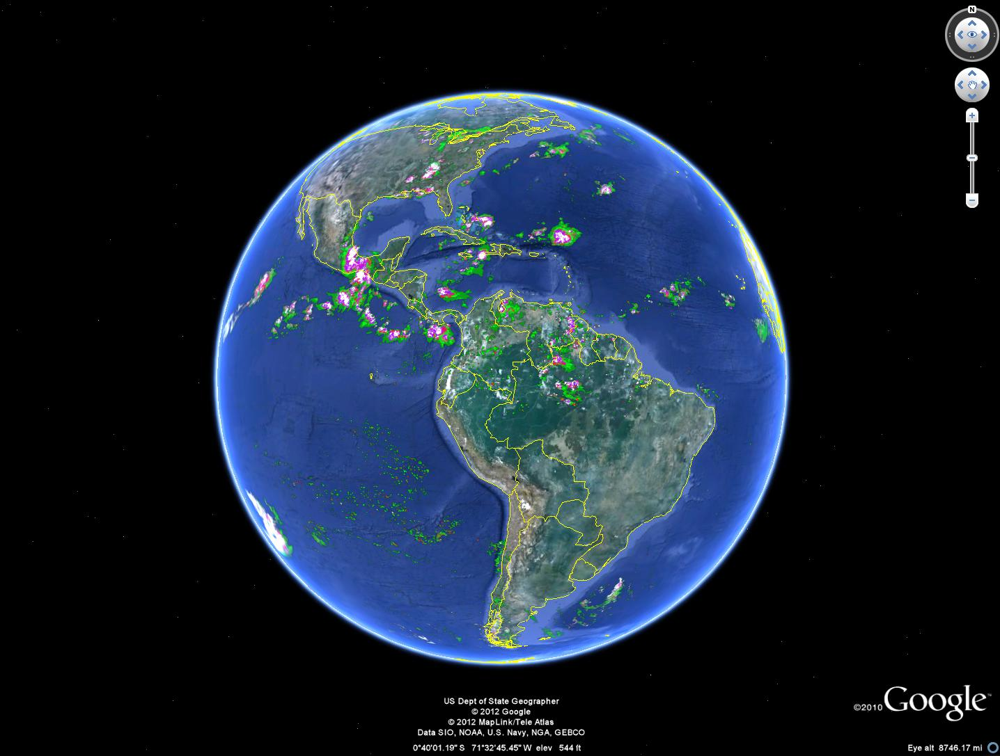 N
US Dept of State Geographer
© 2012 Google
© 2012 MapLink/Tele Atlas
Data SIO, NOAA, U.S. Navy, NGA, GEBCO
©2010 Google™
0°40'01.19" S 71°32'45.45" W elev 544 ft
Eye alt 8746.17 mi